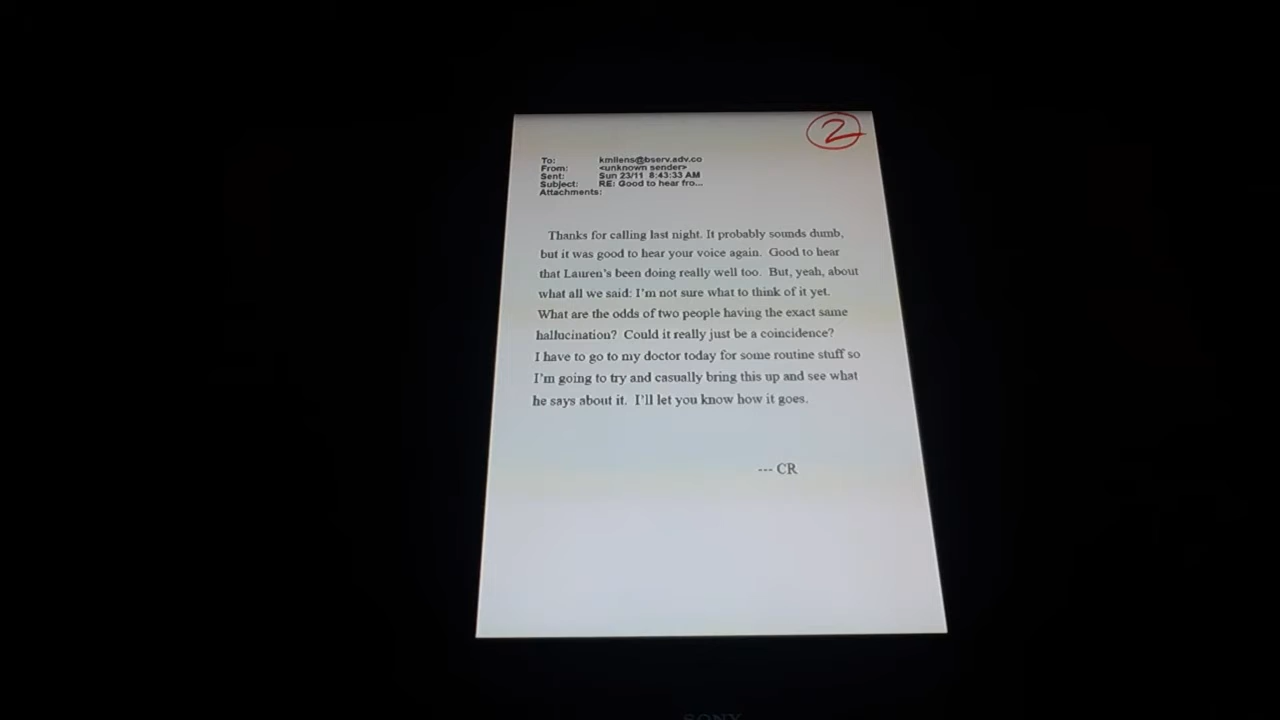 2
To: kmllens@bserv.adv.co
From: <unknown sender>
Sent: Sun 23/11 8:43:33 AM
Subject: RE: Good to hear fro...
Attachments:
Thanks for calling last night. It probably sounds dumb,
but it was good to hear your voice again. Good to hear
that Lauren's been doing really well too. But, yeah, about
what all we said: I'm not sure what to think of it yet.
What are the odds of two people having the exact same
hallucination? Could it really just be a coincidence?
I have to go to my doctor today for some routine stuff so
I'm going to try and casually bring this up and see what
he says about it. I'll let you know how it goes.
--- CR
SONY